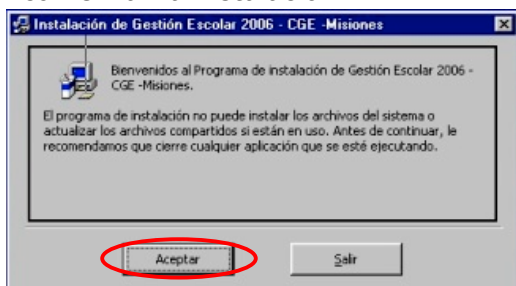 Instalación de Gestión Escolar 2006 - CGE -Misiones
Bienvenidos al Programa de instalación de Gestión Escolar 2006 -
CGE -Misiones.
El programa de instalación no puede instalar los archivos del sistema o
actualizar los archivos compartidos si están en uso. Antes de continuar, le
recomendamos que cierre cualquier aplicación que se esté ejecutando.
Aceptar
Salir